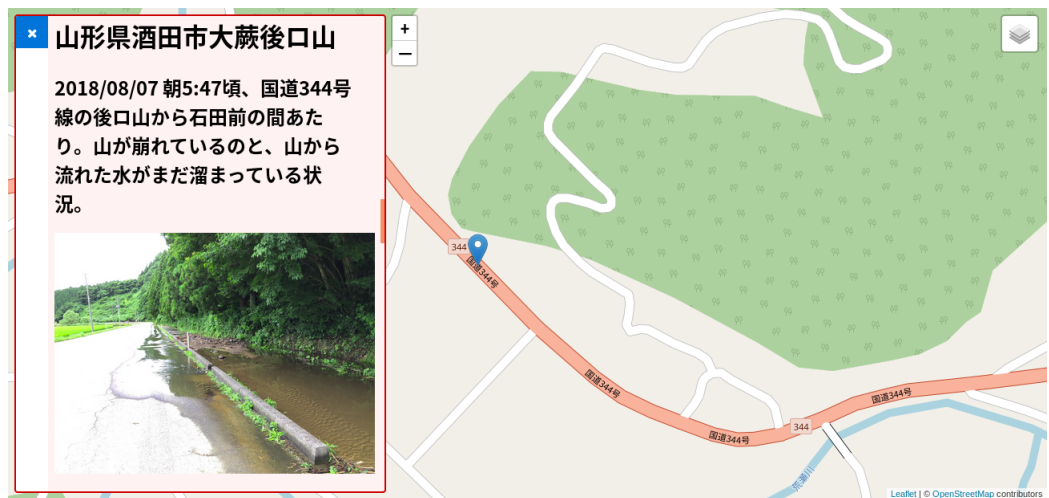 ×
山形県酒田市大蕨後口山
2018/08/07 朝5:47頃、国道344号
線の後口山から石田前の間あた
り。山が崩れているのと、山から
流れた水がまだ溜まっている状
況。
+
−
344
国道344号
国道344号
国道344号
344
国道344号
荒瀬川
Leaflet | © OpenStreetMap contributors